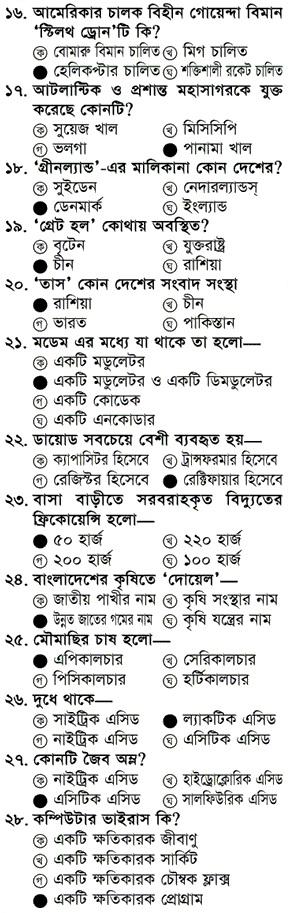 ১৬. আমেরিকার চালক বিহীন গোয়েন্দা বিমান
'স্টিলথ ড্রোন'টি কি?
ক বোমারু বিমান চালিত খ মিগ চালিত
● হেলিকপ্টার চালিত ঘ শক্তিশালী রকেট চালিত
১৭. আটলান্টিক ও প্রশান্ত মহাসাগরকে যুক্ত
করেছে কোনটি?
ক সুয়েজ খাল খ মিসিসিপি
গ ভলগা ● পানামা খাল
১৮. 'গ্রীনল্যান্ড'-এর মালিকানা কোন দেশের?
ক সুইডেন খ নেদারল্যান্ডস্
● ডেনমার্ক ঘ ইংল্যান্ড
১৯. 'গ্রেট হল' কোথায় অবস্থিত?
ক বৃটেন খ যুক্তরাষ্ট্র
● চীন ঘ রাশিয়া
২০. 'তাস' কোন দেশের সংবাদ সংস্থা
● রাশিয়া খ চীন
গ ভারত ঘ পাকিস্তান
২১. মডেম এর মধ্যে যা থাকে তা হলো—
ক একটি মডুলেটর
● একটি মডুলেটর ও একটি ডিমডুলেটর
গ একটি কোডেক
ঘ একটি এনকোডার
২২. ডায়োড সবচেয়ে বেশী ব্যবহৃত হয়—
ক ক্যাপাসিটর হিসেবে খ ট্রান্সফরমার হিসেবে
গ রেজিস্টর হিসেবে ● রেক্টিফায়ার হিসেবে
২৩. বাসা বাড়ীতে সরবরাহকৃত বিদ্যুতের
ফ্রিকোয়েন্সি হলো—
● ৫০ হার্জ খ ২২০ হার্জ
গ ২০০ হার্জ ঘ ১০০ হার্জ
২৪. বাংলাদেশের কৃষিতে 'দোয়েল'—
ক জাতীয় পাখীর নাম খ কৃষি সংস্থার নাম
● উন্নত জাতের গমের নাম ঘ কৃষি যন্ত্রের নাম
২৫. মৌমাছির চাষ হলো—
● এপিকালচার খ সেরিকালচার
গ পিসিকালচার ঘ হর্টিকালচার
২৬. দুধে থাকে—
ক সাইট্রিক এসিড ● ল্যাকটিক এসিড
গ নাইট্রিক এসিড ঘ এসিটিক এসিড
২৭. কোনটি জৈব অম্ল?
ক নাইট্রিক এসিড খ হাইড্রোক্লোরিক এসিড
● এসিটিক এসিড ঘ সালফিউরিক এসিড
২৮. কম্পিউটার ভাইরাস কি?
ক একটি ক্ষতিকারক জীবাণু
খ একটি ক্ষতিকারক সার্কিট
গ একটি ক্ষতিকারক চৌম্বক ফ্লাক্স
● একটি ক্ষতিকারক প্রোগ্রাম